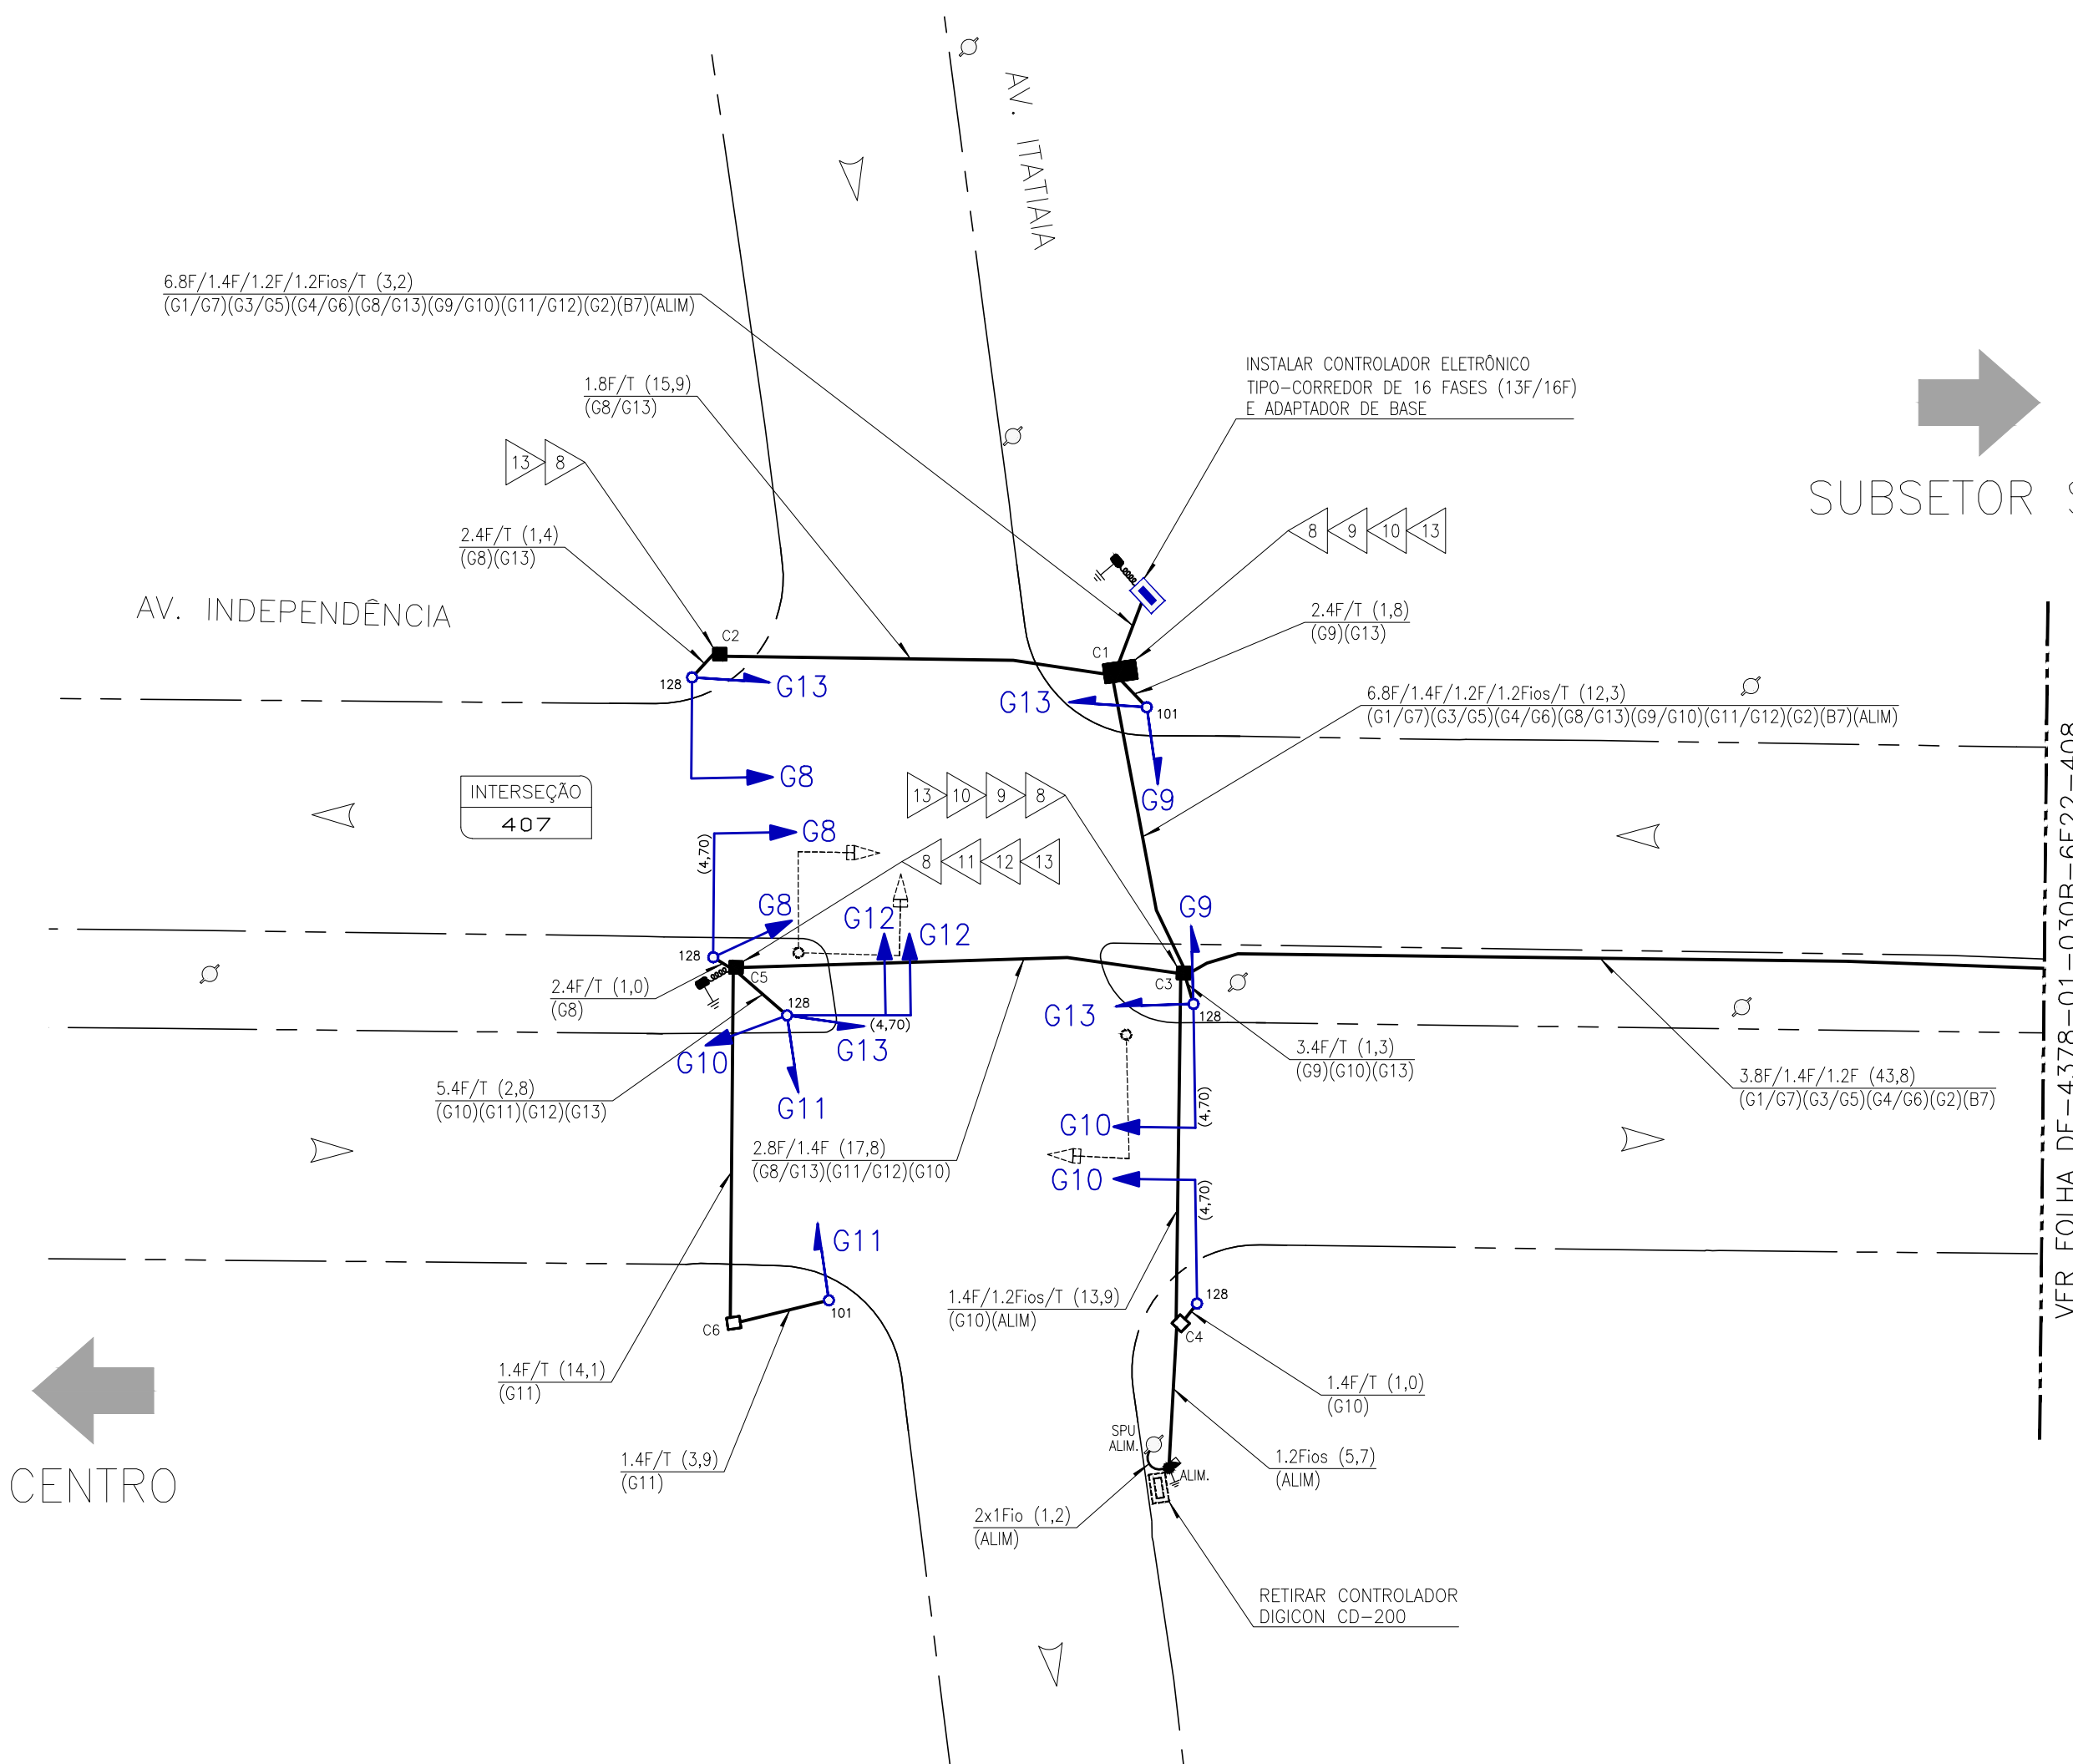 AV. ITATIAIA
6.8F/1.4F/1.2F/1.2Fios/T (3,2)
(G1/G7)(G3/G5)(G4/G6)(G8/G13)(G9/G10)(G11/G12)(G2)(B7)(ALIM)
INSTALAR CONTROLADOR ELETRÔNICO
TIPO-CORREDOR DE 16 FASES (13F/16F)
E ADAPTADOR DE BASE
1.8F/T (15,9)
(G8/G13)
13 8
SUBSETOR
8 9 10 13
2.4F/T (1,4)
(G8)(G13)
AV. INDEPENDÊNCIA
2.4F/T (1,8)
(G9)(G13)
C2
C1
128
G13
G13
101
6.8F/1.4F/1.2F/1.2Fios/T (12,3)
(G1/G7)(G3/G5)(G4/G6)(G8/G13)(G9/G10)(G11/G12)(G2)(B7)(ALIM)
G8
G9
INTERSEÇÃO
407
13 10 9 8
G8
(4,70)
8 11 12 13
G8
G12
G12
G9
128
C5
C3
2.4F/T (1,0)
(G8)
128
(4,70)
G13
128
G10
G13
3.4F/T (1,3)
(G9)(G10)(G13)
5.4F/T (2,8)
(G10)(G11)(G12)(G13)
G11
3.8F/1.4F/1.2F (43,8)
(G1/G7)(G3/G5)(G4/G6)(G2)(B7)
G10
(4,70)
2.8F/1.4F (17,8)
(G8/G13)(G11/G12)(G10)
G10
(4,70)
VER FOLHA DE-4378-01-030B-6F22-408
G11
1.4F/1.2Fios/T (13,9)
(G10)(ALIM)
128
101
C6
C4
1.4F/T (14,1)
(G11)
1.4F/T (1,0)
(G10)
SPU
ALIM.
ALIM.
1.4F/T (3,9)
(G11)
1.2Fios (5,7)
(ALIM)
CENTRO
2x1Fio (1,2)
(ALIM)
RETIRAR CONTROLADOR
DIGICON CD-200